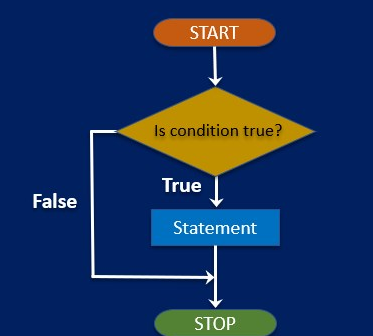 START
Is condition true?
True
False
Statement
STOP